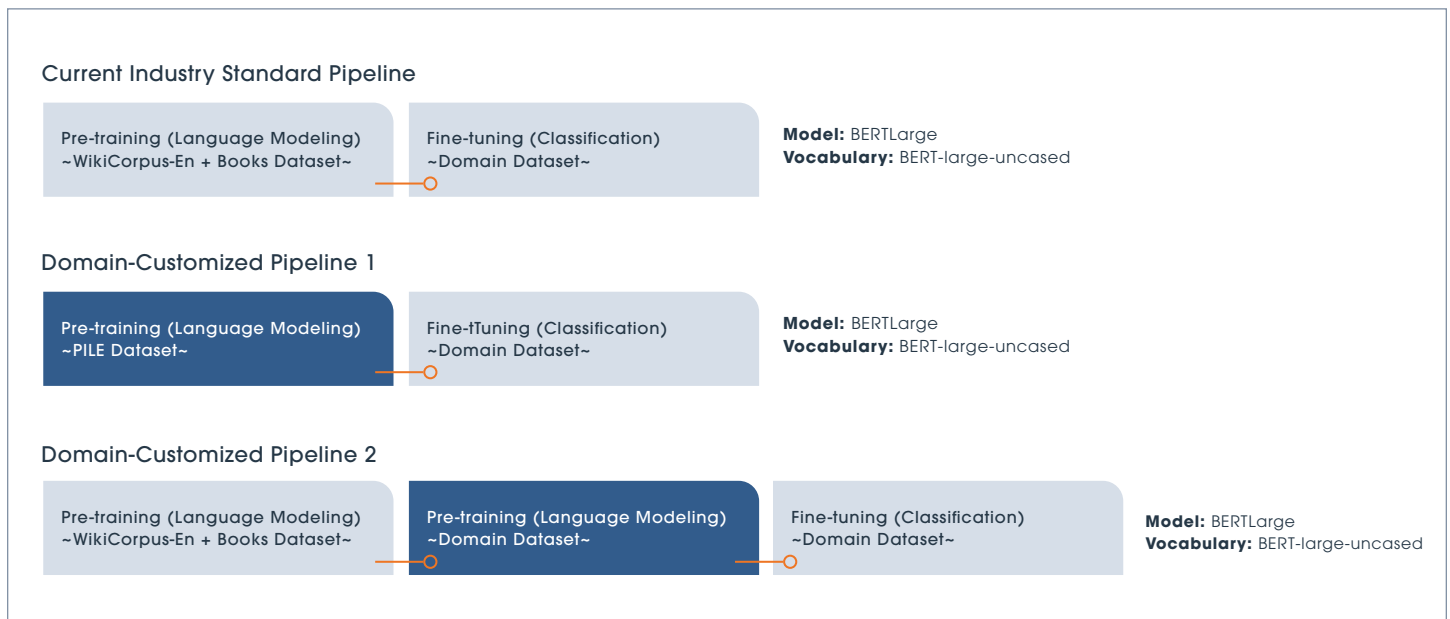 Current Industry Standard Pipeline
Pre-training (Language Modeling)
~WikiCorpus-En + Books Dataset~
Fine-tuning (Classification)
~Domain Dataset~
Model: BERTLarge
Vocabulary: BERT-large-uncased
Domain-Customized Pipeline 1
Pre-training (Language Modeling)
~PILE Dataset~
Fine-tTuning (Classification)
~Domain Dataset~
Model: BERTLarge
Vocabulary: BERT-large-uncased
Domain-Customized Pipeline 2
Pre-training (Language Modeling)
~WikiCorpus-En + Books Dataset~
Pre-training (Language Modeling)
~Domain Dataset~
Fine-tuning (Classification)
~Domain Dataset~
Model: BERTLarge
Vocabulary: BERT-large-uncased